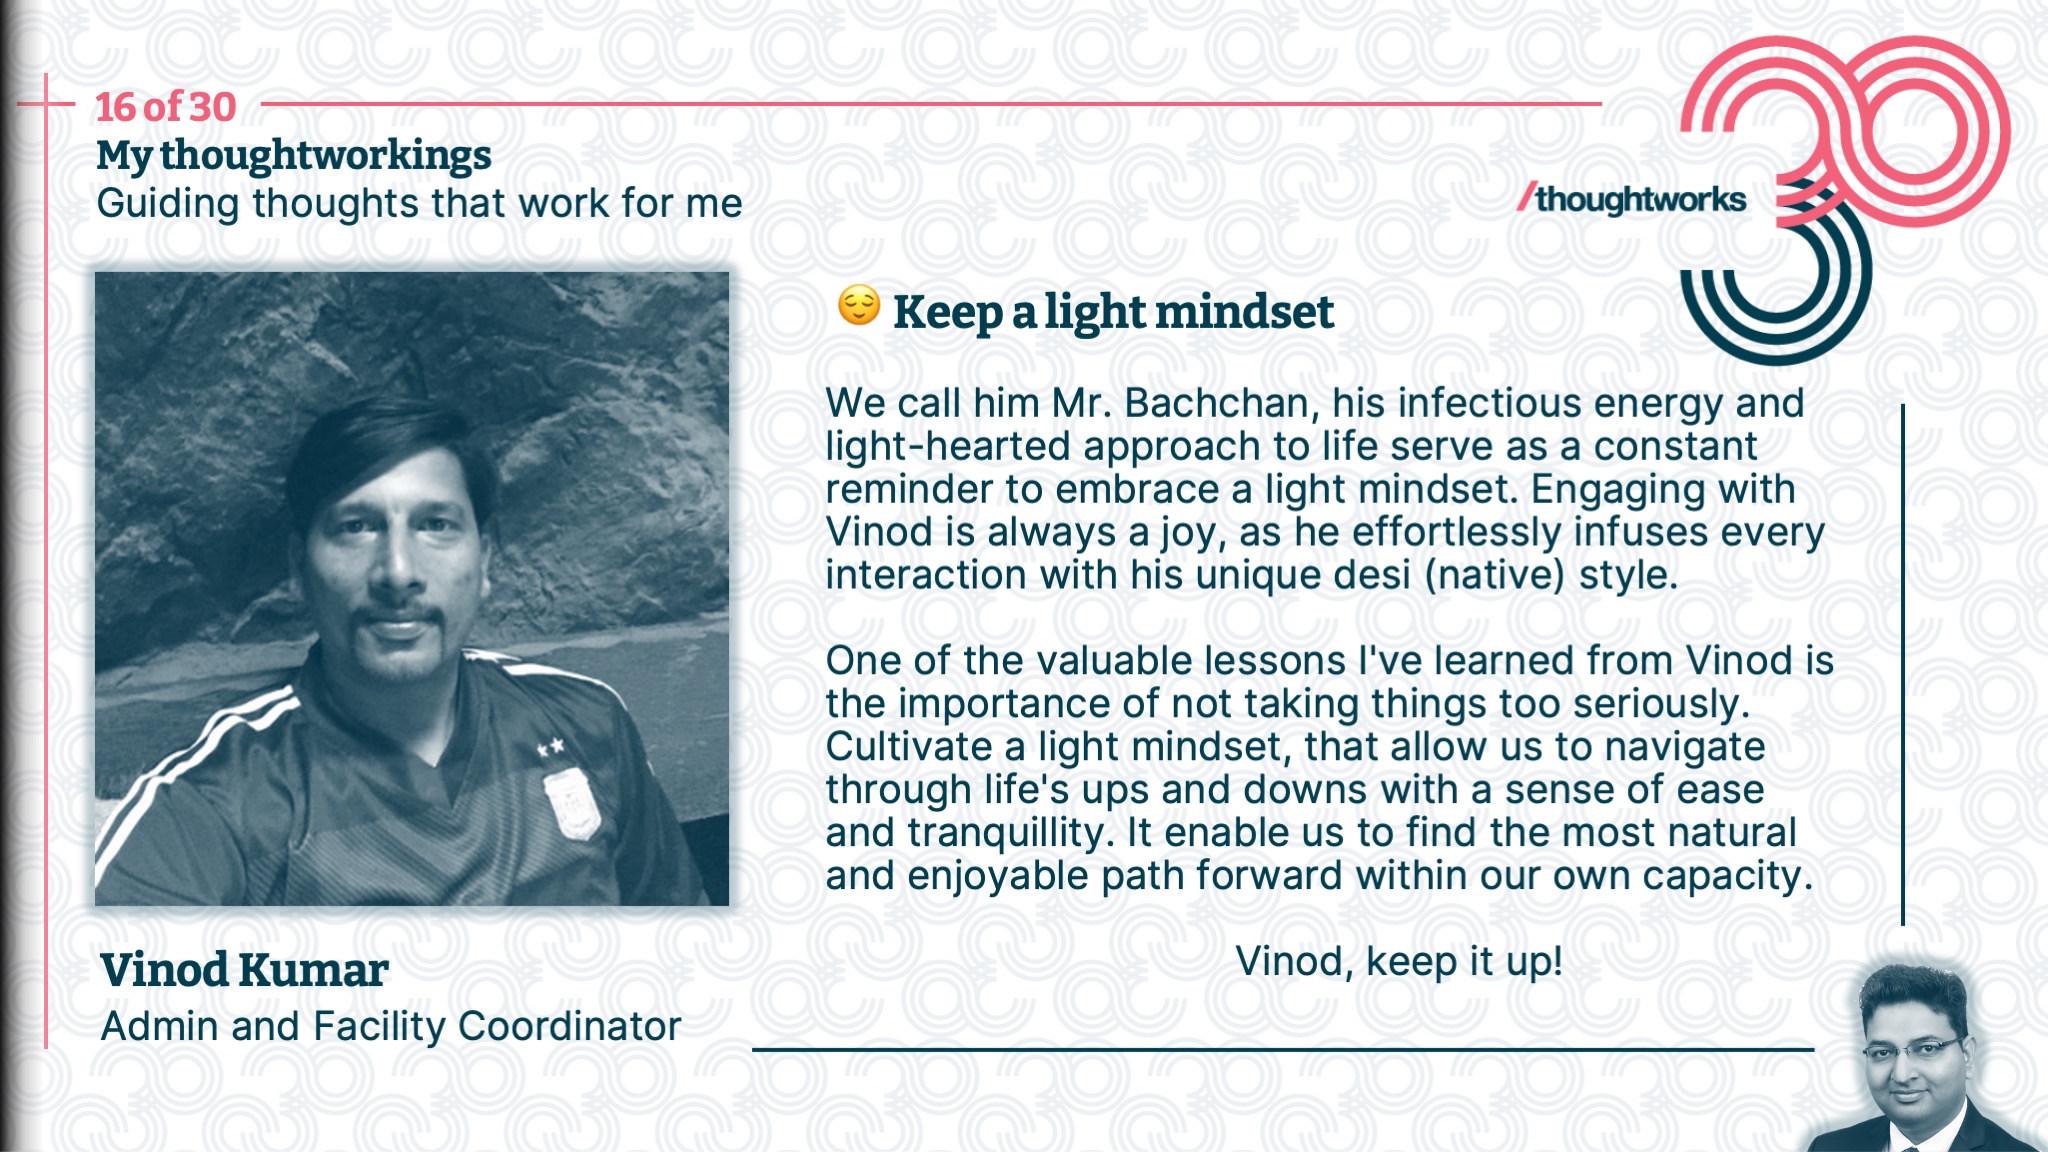 16 of 30
My thoughtworkings
Guiding thoughts that work for me
/thoughtworks
30
3
😌 Keep a light mindset
We call him Mr. Bachchan, his infectious energy and
light-hearted approach to life serve as a constant
reminder to embrace a light mindset. Engaging with
Vinod is always a joy, as he effortlessly infuses every
interaction with his unique desi (native) style.
One of the valuable lessons I've learned from Vinod is
the importance of not taking things too seriously.
Cultivate a light mindset, that allow us to navigate
through life's ups and downs with a sense of ease
and tranquillity. It enable us to find the most natural
and enjoyable path forward within our own capacity.
Vinod, keep it up!
Vinod Kumar
Admin and Facility Coordinator